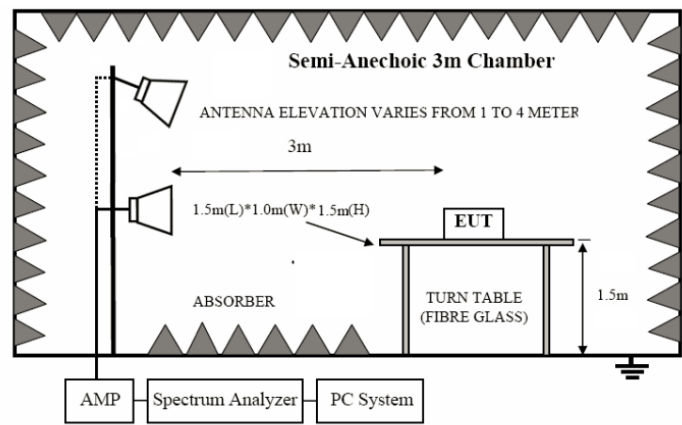 Semi-Anechoic 3m Chamber
ANTENNA ELEVATION VARIES FROM 1 TO 4 METER
3m
1.5m(L)*1.0m(W)*1.5m(H)
EUT
ABSORBER
TURN TABLE
(FIBRE GLASS)
1.5m
AMP
Spectrum Analyzer
PC System